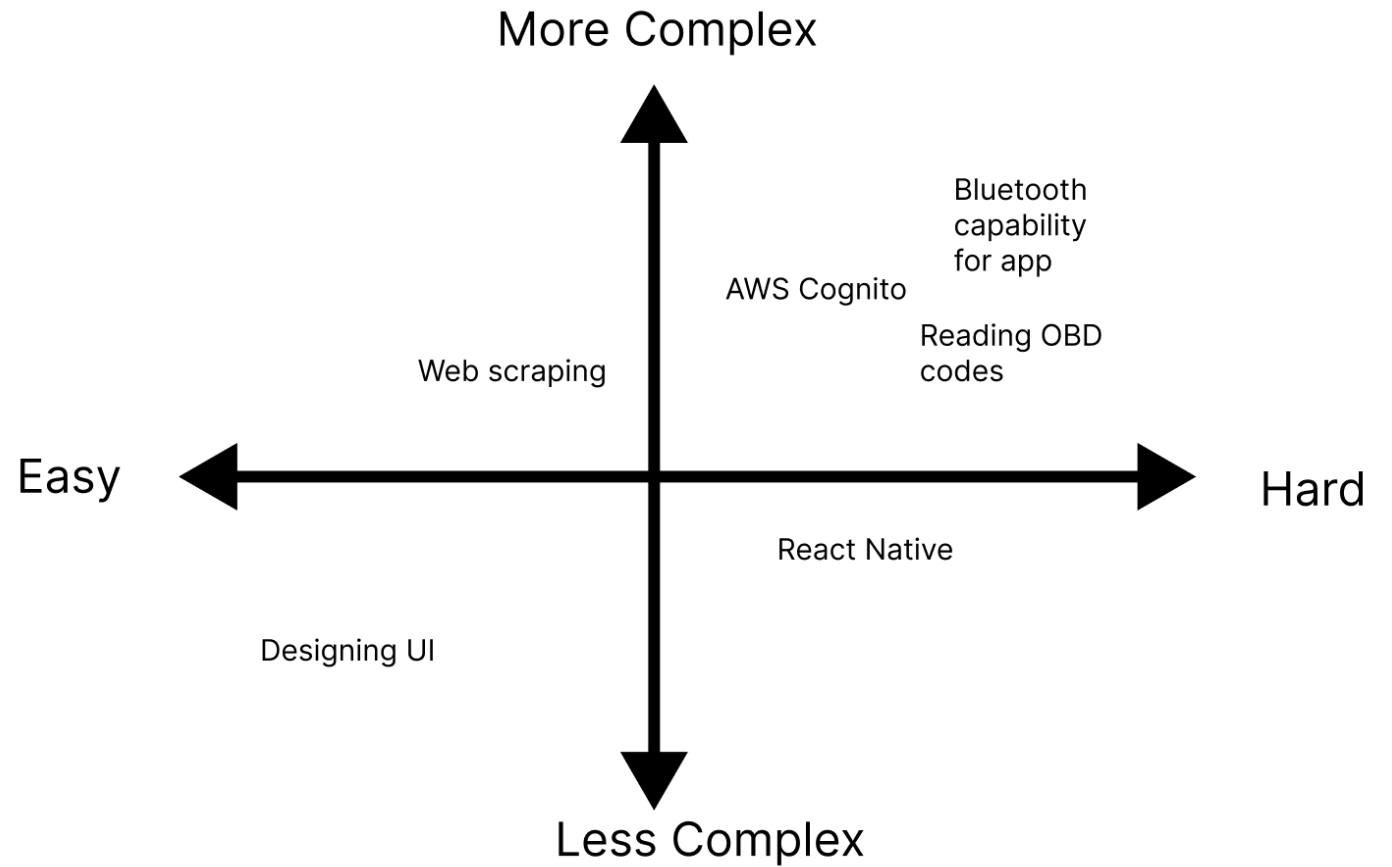 More Complex
Bluetooth
capability
for app
AWS Cognito
Reading OBD
codes
Web scraping
Easy
Hard
React Native
Designing UI
Less Complex